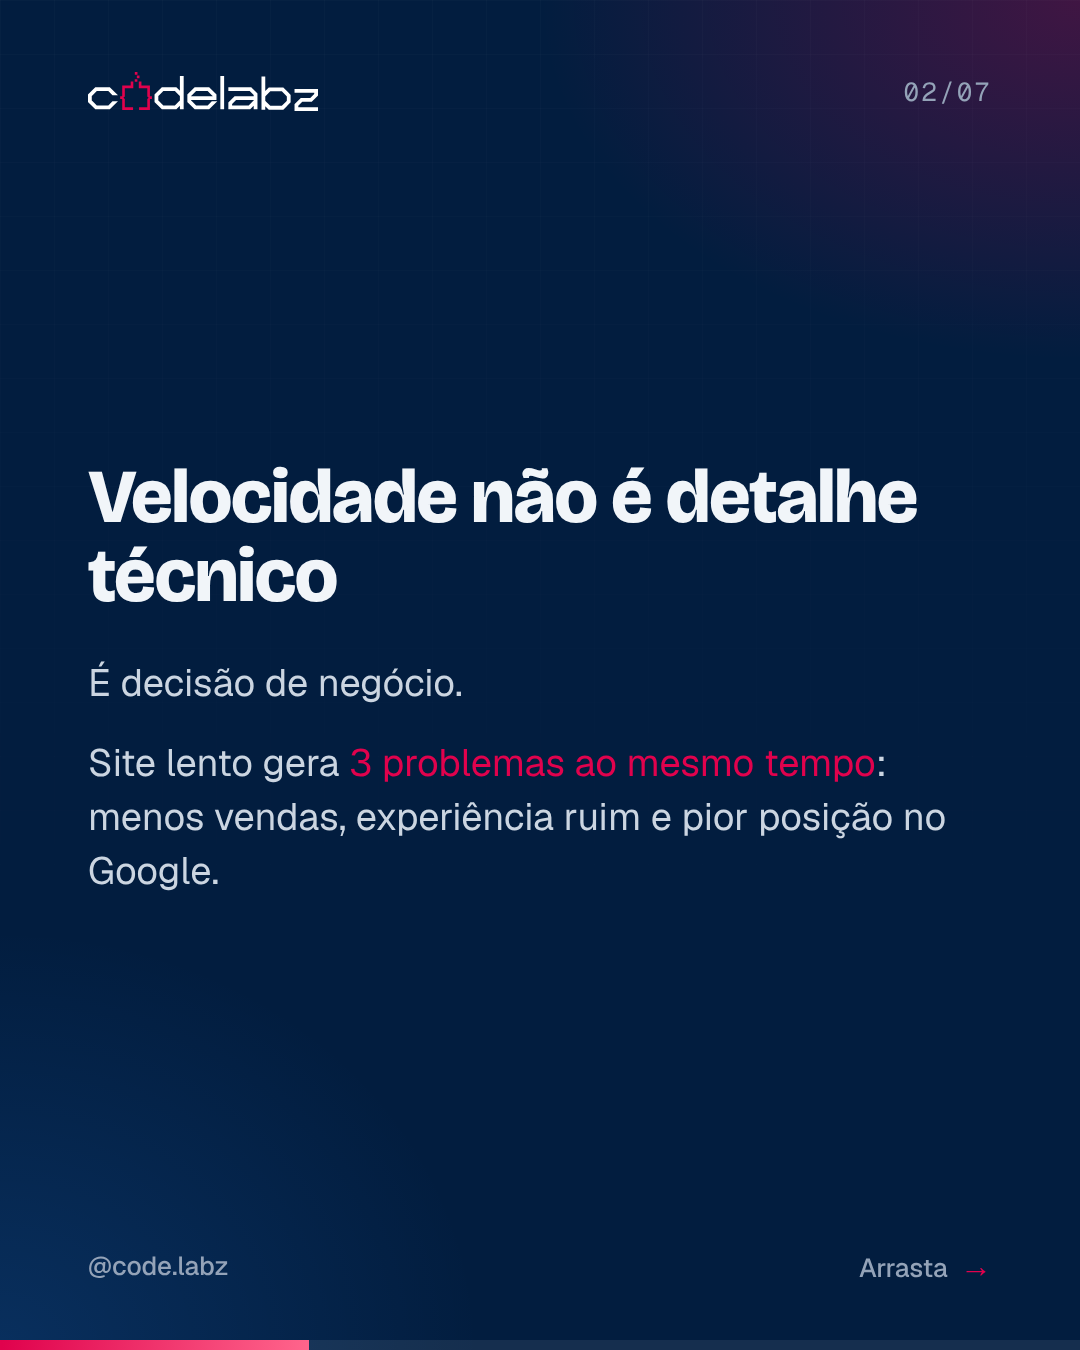 codelabz
02/07
Velocidade não é detalhe
técnico
É decisão de negócio.
Site lento gera 3 problemas ao mesmo tempo:
menos vendas, experiência ruim e pior posição no
Google.
@code.labz
Arrasta →